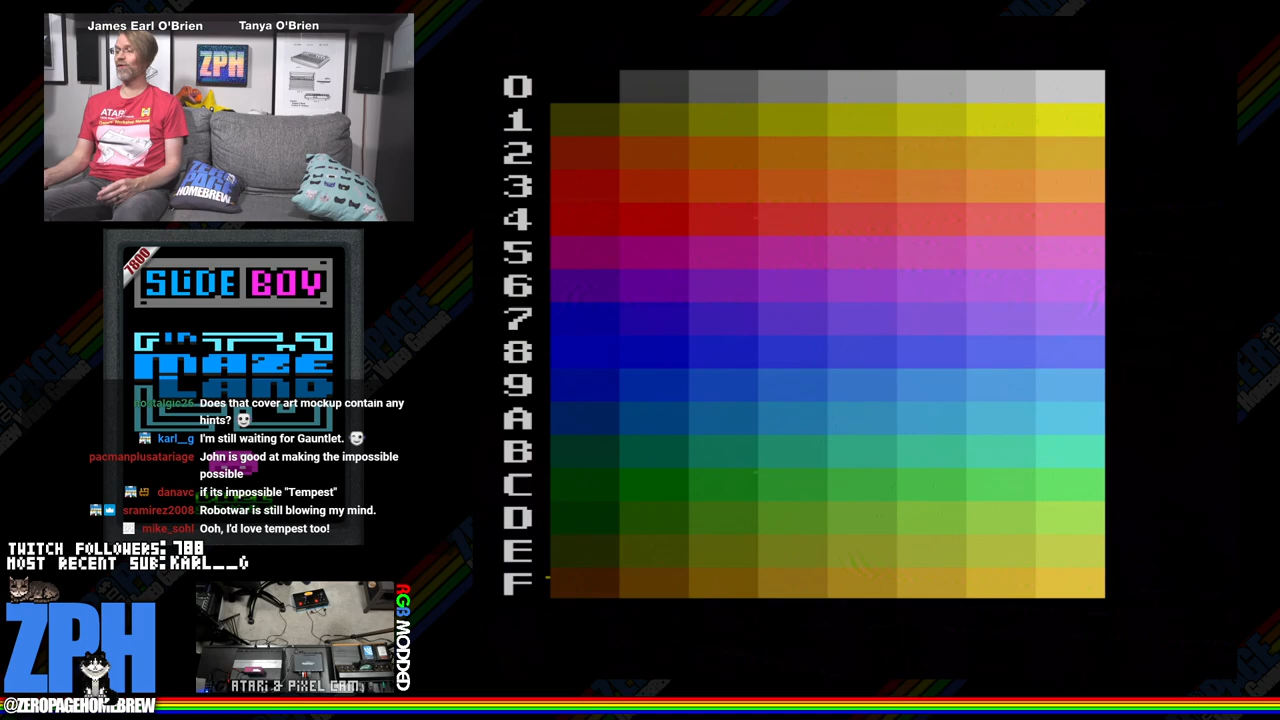 James Earl O'Brien
Tanya O'Brien
ZPH
ATARI
ZERO
PAGE
HOMEBREW
7800
SLIDE BOY
IN
MAZE
LAND
nostalgic26 Does that cover art mockup contain any
hints?
karl__g I'm still waiting for Gauntlet.
pacmanplusatariage John is good at making the impossible
possible
danavc if its impossible "Tempest"
sramirez2008 Robotwar is still blowing my mind.
mike_sohl Ooh, I'd love tempest too!
TWITCH FOLLOWERS: 788
MOST RECENT SUB: KARL__G
ZPH
@ZEROPAGEHOMEBREW
ATARI & PIXEL CAM
RGB MODDED
0
1
2
3
4
5
6
7
8
9
A
B
C
D
E
F